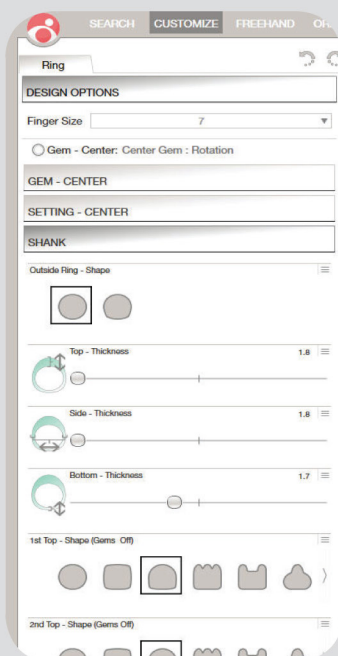 SEARCH CUSTOMIZE FREEHAND
Ring
DESIGN OPTIONS
Finger Size 7
Gem - Center: Center Gem : Rotation
GEM - CENTER
SETTING - CENTER
SHANK
Outside Ring - Shape
Top - Thickness 1.8
Side - Thickness 1.8
Bottom - Thickness 1.7
1st Top - Shape (Gems Off)
2nd Top - Shape (Gems Off)